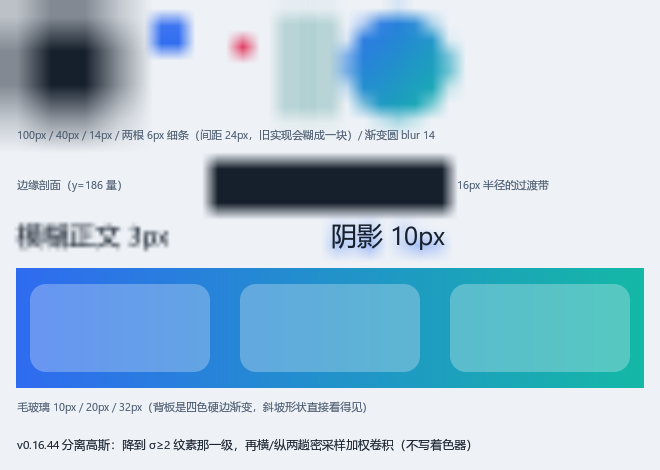 100px / 40px / 14px / 两根 6px 细条（间距 24px，旧实现会糊成一块）/ 渐变圆 blur 14
边缘剖面（y=186 量）
16px 半径的过渡带
模糊正文 3px
阴影 10px
毛玻璃 10px / 20px / 32px（背板是四色硬边渐变，斜坡形状直接看得见）
v0.16.44 分离高斯：降到 σ≥2 纹素那一级，再横/纵两趟密采样加权卷积（不写着色器）